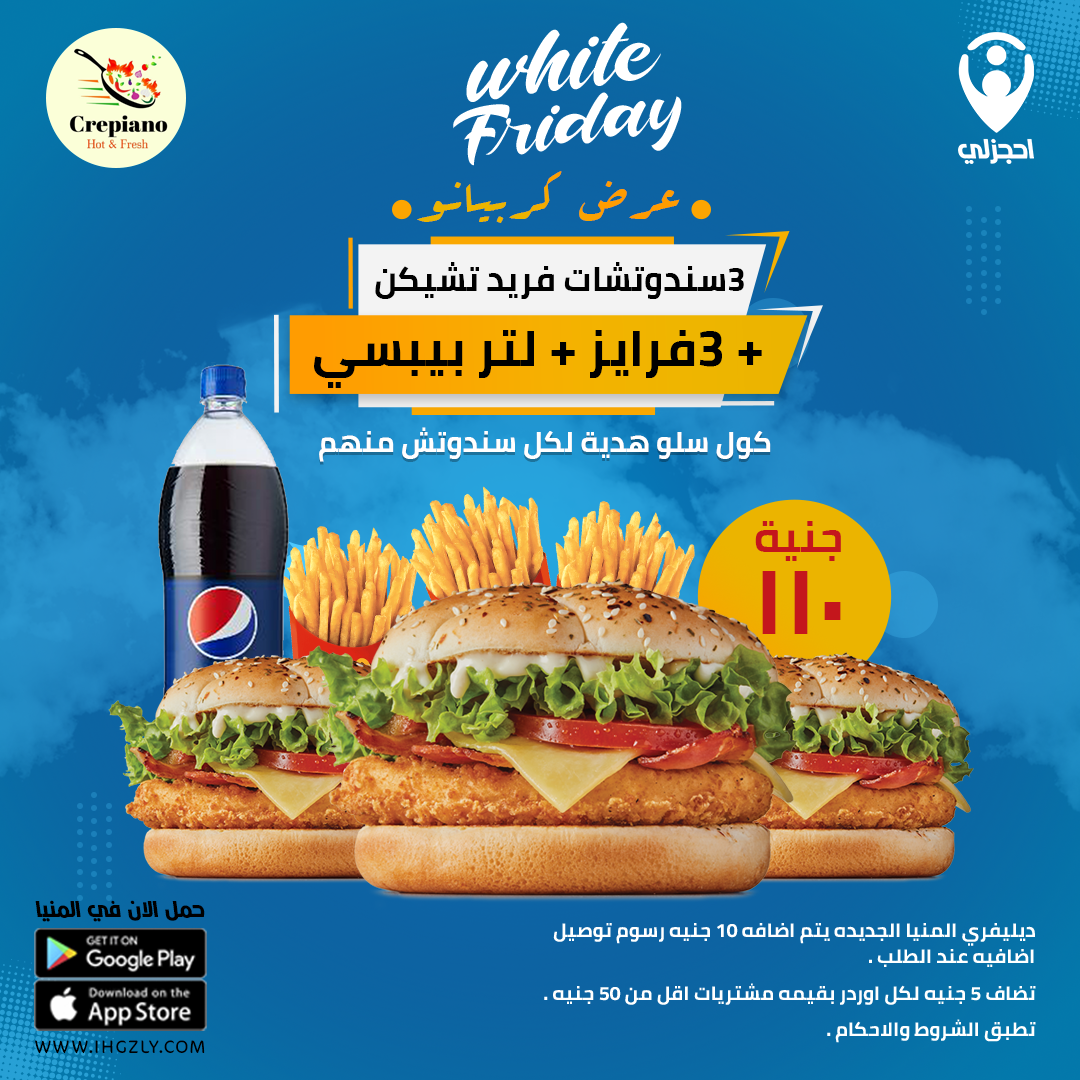 Crepiano
Hot & Fresh
white
Friday
احجزلي
عرض كريبيانو
3سندوتشات فريد تشيكن
+ 3فرايز + لتر بيبسي
كول سلو هدية لكل سندوتش منهم
جنية
١١٠
حمل الان في المنيا
GET IT ON
Google Play
Download on the
App Store
WWW.IHGZLY.COM
ديليفري المنيا الجديده يتم اضافه 10 جنيه رسوم توصيل
اضافيه عند الطلب .
تضاف 5 جنيه لكل اوردر بقيمه مشتريات اقل من 50 جنيه .
تطبق الشروط والاحكام .